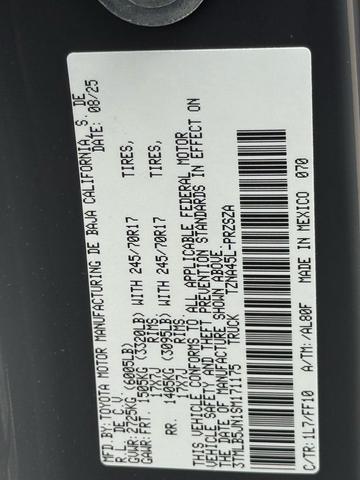 MFD.BY: TOYOTA MOTOR MANUFACTURING DE BAJA CALIFORNIA, S. DE
R.L. DE C.V. DATE: 08/25
GVWR: 2725KG (6005LB)
GAWR: FRT. 1505KG (3320LB) WITH 245/70R17 TIRES,
17X7J RIMS
RR. 1405KG (3095LB) WITH 245/70R17 TIRES,
17X7J RIMS
THIS VEHICLE CONFORMS TO ALL APPLICABLE FEDERAL MOTOR
VEHICLE SAFETY AND THEFT PREVENTION STANDARDS IN EFFECT ON
THE DATE OF MANUFACTURE SHOWN ABOVE.
3TMLB5JN1SM171175 TRUCK TZNA45L-PRZSZA
C/TR: 1L7/FF10 A/TM: /AL80F MADE IN MEXICO 070